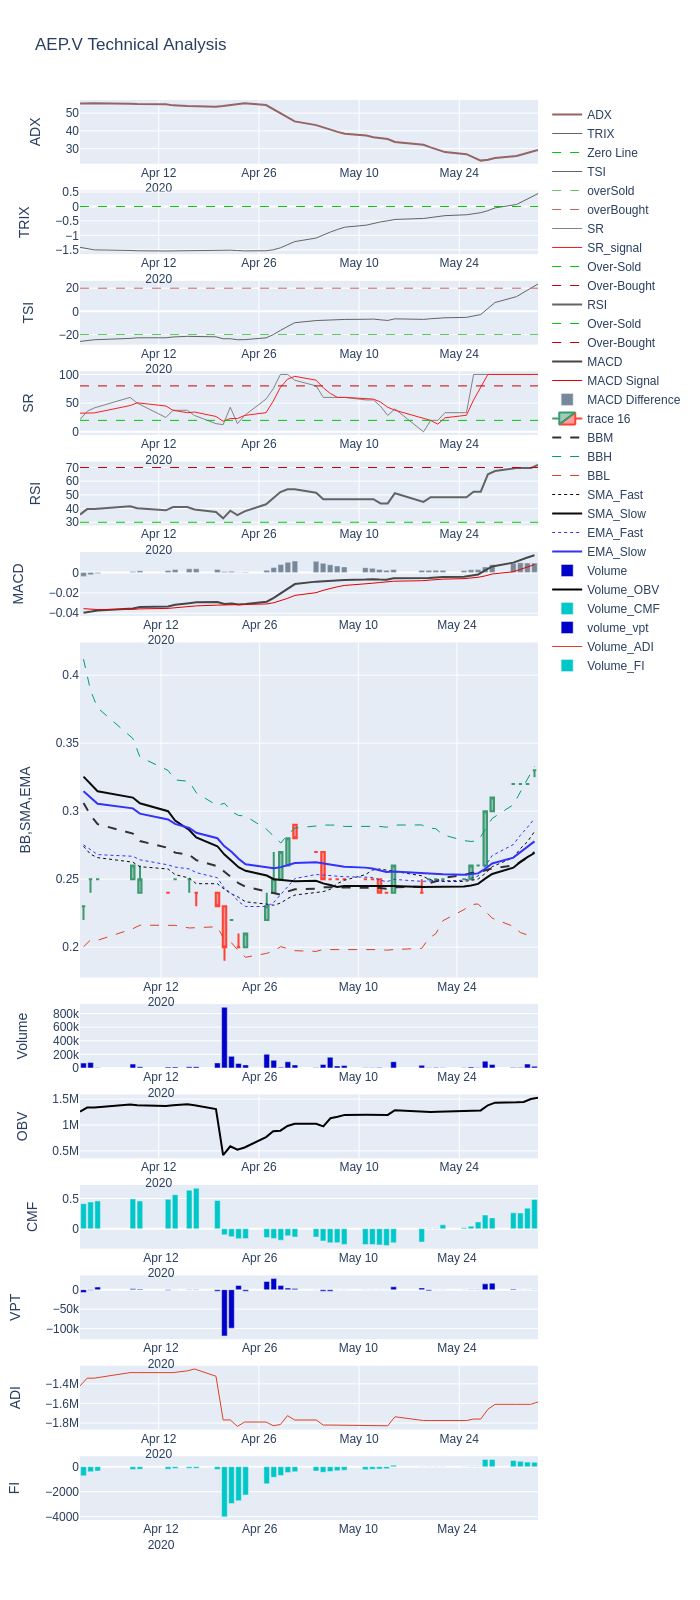 AEP.V Technical Analysis
ADX
50
40
30
Apr 12
2020
Apr 26
May 10
May 24
TRIX
0.5
0
−0.5
−1
−1.5
Apr 12
2020
Apr 26
May 10
May 24
TSI
20
0
−20
Apr 12
2020
Apr 26
May 10
May 24
SR
100
50
0
Apr 12
2020
Apr 26
May 10
May 24
RSI
70
60
50
40
30
Apr 12
2020
Apr 26
May 10
May 24
MACD
0
−0.02
−0.04
Apr 12
2020
Apr 26
May 10
May 24
BB,SMA,EMA
0.4
0.35
0.3
0.25
0.2
Apr 12
2020
Apr 26
May 10
May 24
Volume
800k
600k
400k
200k
0
Apr 12
2020
Apr 26
May 10
May 24
OBV
1.5M
1M
0.5M
Apr 12
2020
Apr 26
May 10
May 24
CMF
0.5
0
Apr 12
2020
Apr 26
May 10
May 24
VPT
0
−50k
−100k
Apr 12
2020
Apr 26
May 10
May 24
ADI
−1.4M
−1.6M
−1.8M
Apr 12
2020
Apr 26
May 10
May 24
FI
0
−2000
−4000
Apr 12
2020
Apr 26
May 10
May 24
ADX
TRIX
Zero Line
TSI
overSold
overBought
SR
SR_signal
Over-Sold
Over-Bought
RSI
Over-Sold
Over-Bought
MACD
MACD Signal
MACD Difference
trace 16
BBM
BBH
BBL
SMA_Fast
SMA_Slow
EMA_Fast
EMA_Slow
Volume
Volume_OBV
Volume_CMF
volume_vpt
Volume_ADI
Volume_FI